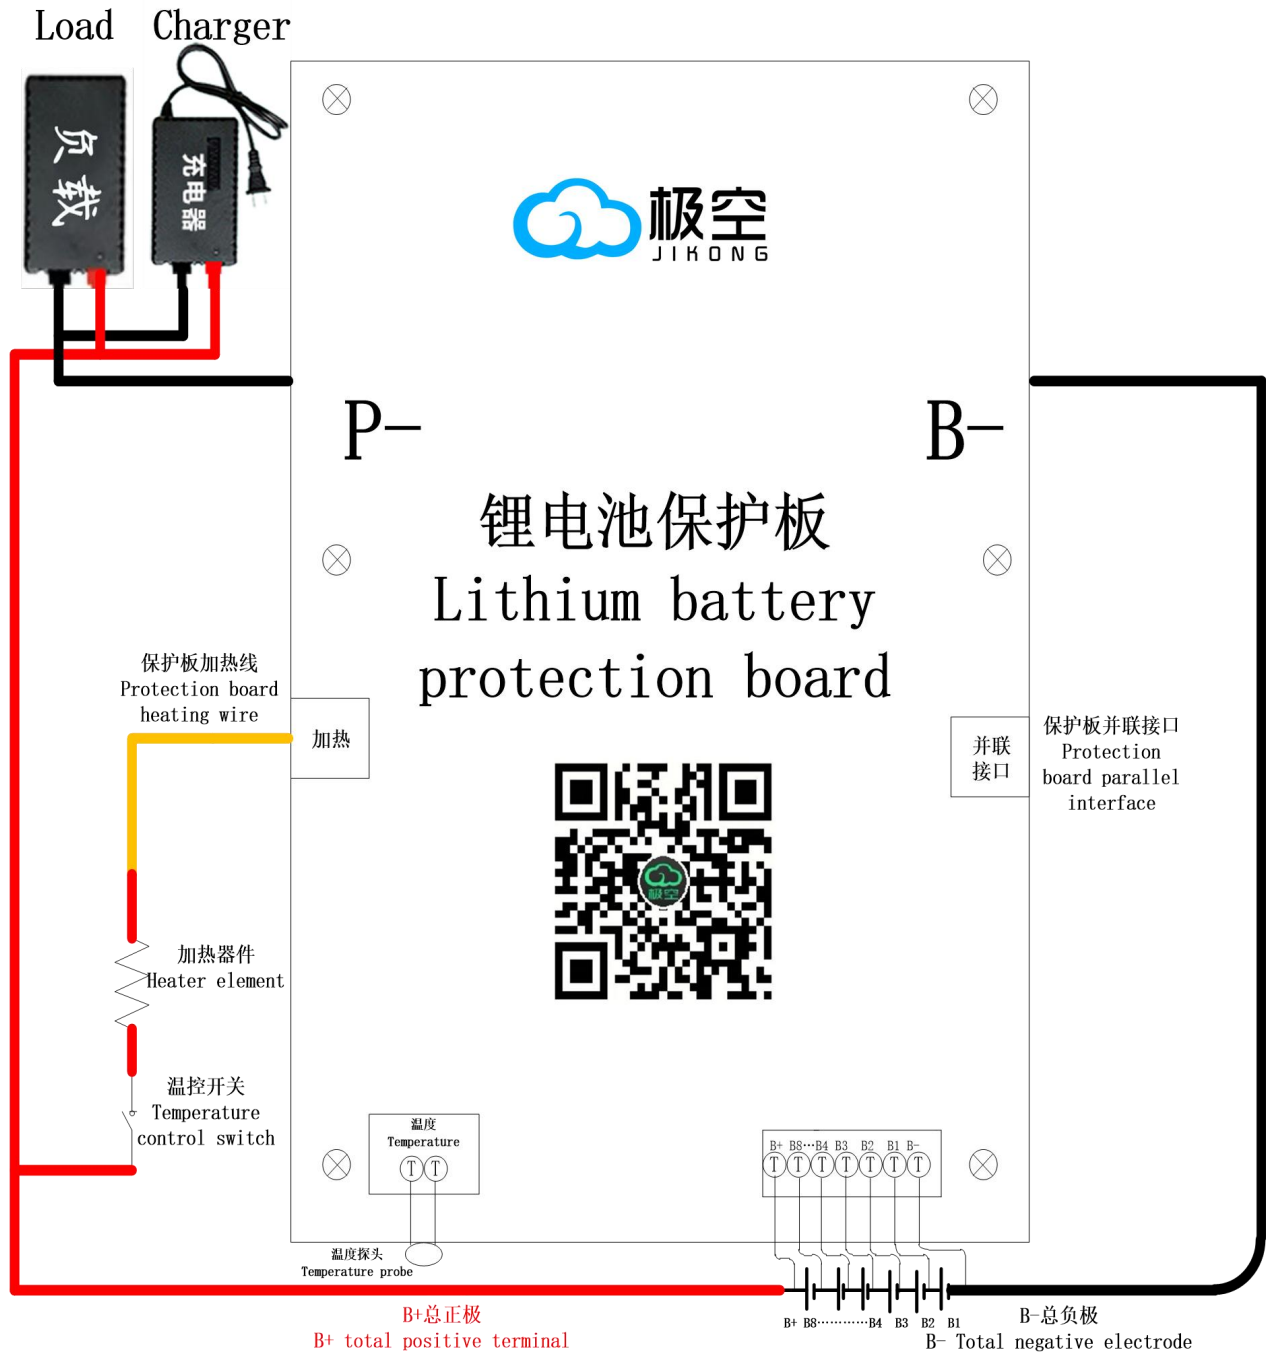 Load
Charger
负载
充电器
极空
JIKONG
P-
B-
锂电池保护板
Lithium battery
protection board
保护板加热线
Protection board
heating wire
加热
并联
接口
保护板并联接口
Protection
board parallel
interface
极空
加热器件
Heater element
温控开关
Temperature
control switch
温度
Temperature
T T
B+ B8…B4 B3 B2 B1 B-
T T T T T T T
温度探头
Temperature probe
B+总正极
B+ total positive terminal
B+ B8…………B4 B3 B2 B1
B-总负极
B- Total negative electrode